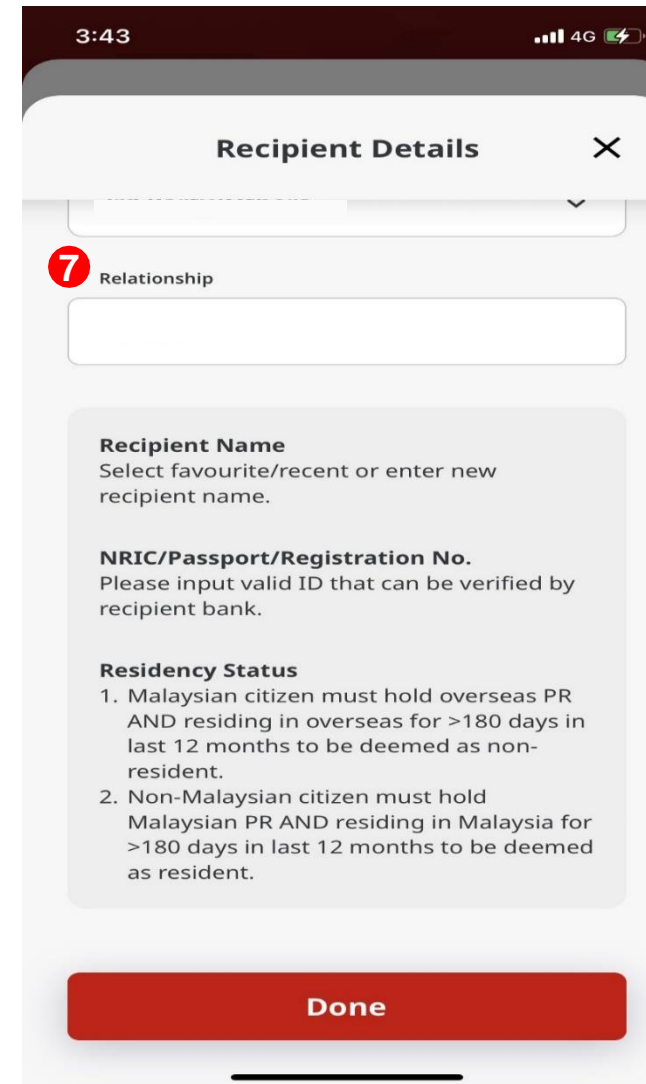 3:43
4G
Recipient Details
7
Relationship
Recipient Name
Select favourite/recent or enter new
recipient name.
NRIC/Passport/Registration No.
Please input valid ID that can be verified by
recipient bank.
Residency Status
1. Malaysian citizen must hold overseas PR
AND residing in overseas for >180 days in
last 12 months to be deemed as non-
resident.
2. Non-Malaysian citizen must hold
Malaysian PR AND residing in Malaysia for
>180 days in last 12 months to be deemed
as resident.
Done